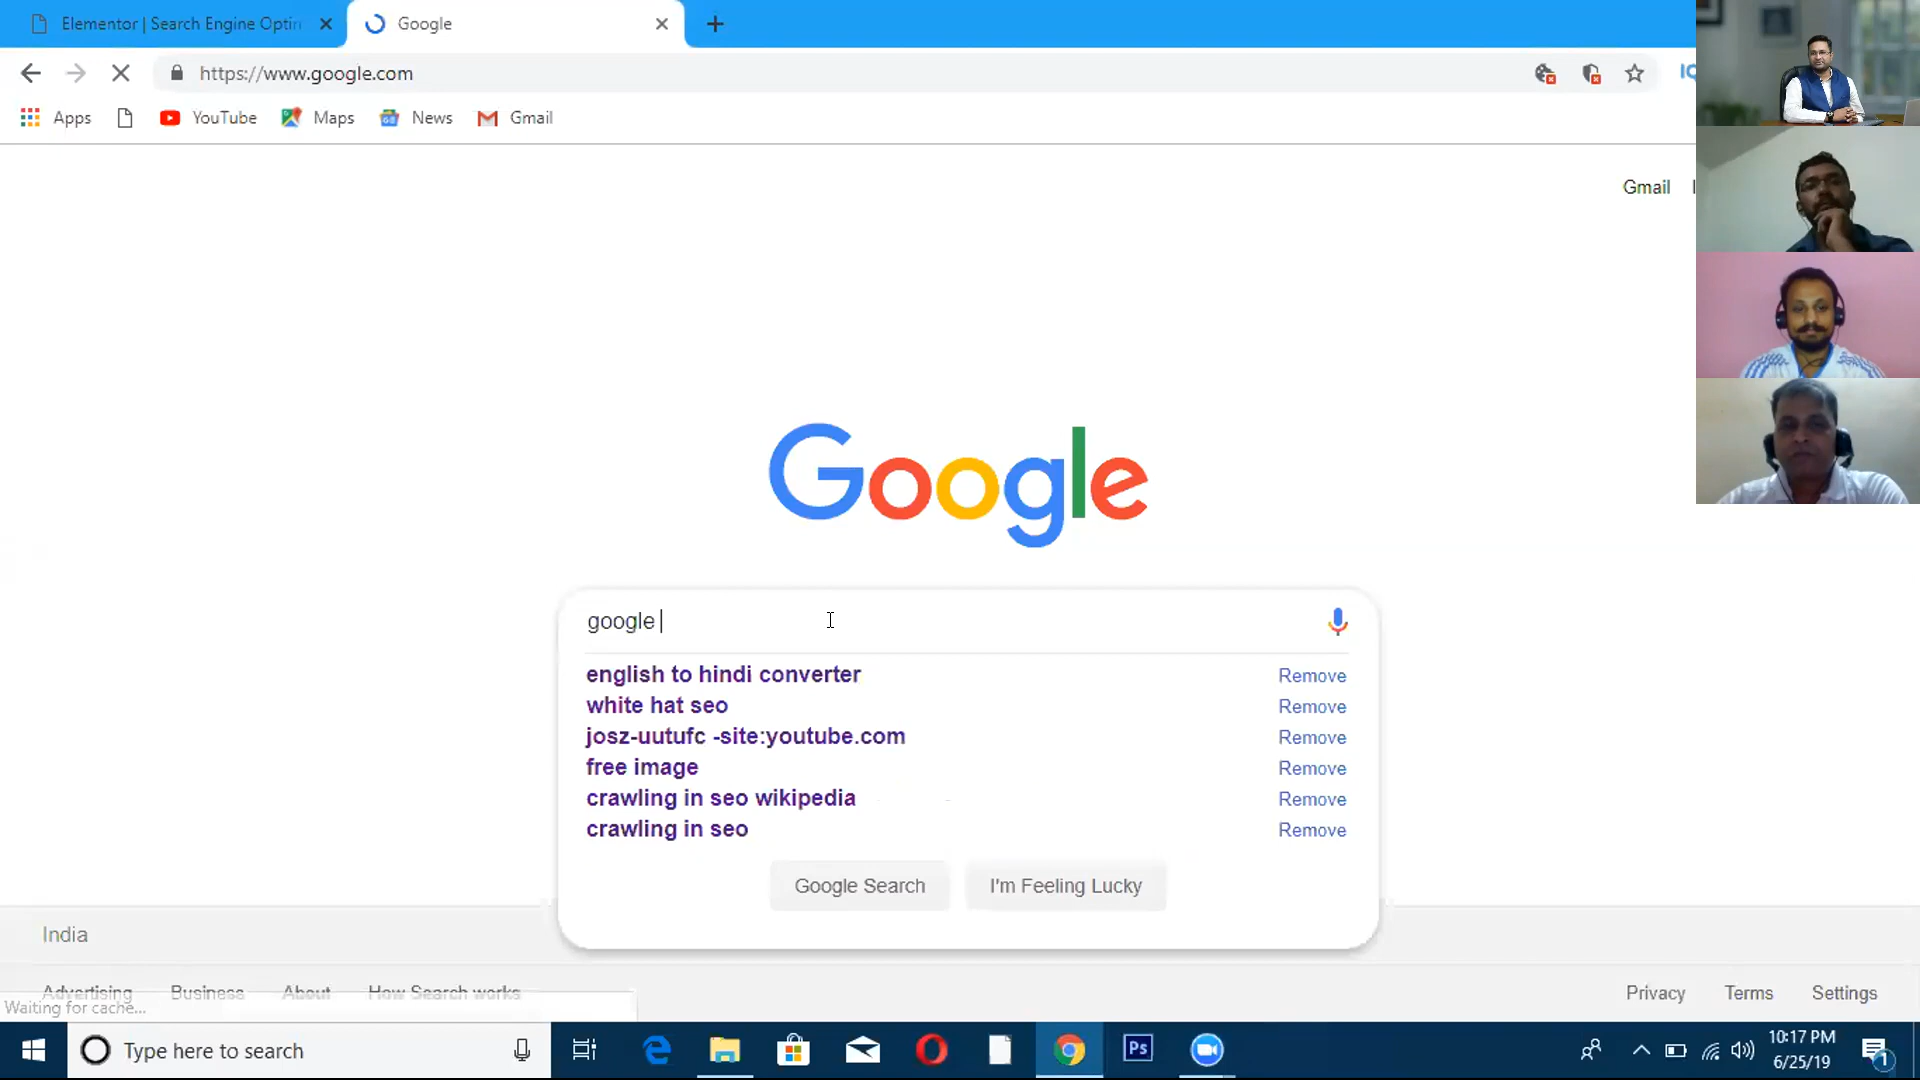 Elementor | Search Engine Optin
Google
https://www.google.com
Apps
YouTube
Maps
News
Gmail
Gmail
Google
google
english to hindi converter
Remove
white hat seo
Remove
josz-uutufc -site:youtube.com
Remove
free image
Remove
crawling in seo wikipedia
Remove
crawling in seo
Remove
Google Search
I'm Feeling Lucky
India
Advertising
Business
About
How Search works
Privacy
Terms
Settings
Waiting for cache...
Type here to search
Ps
10:17 PM
6/25/19
1